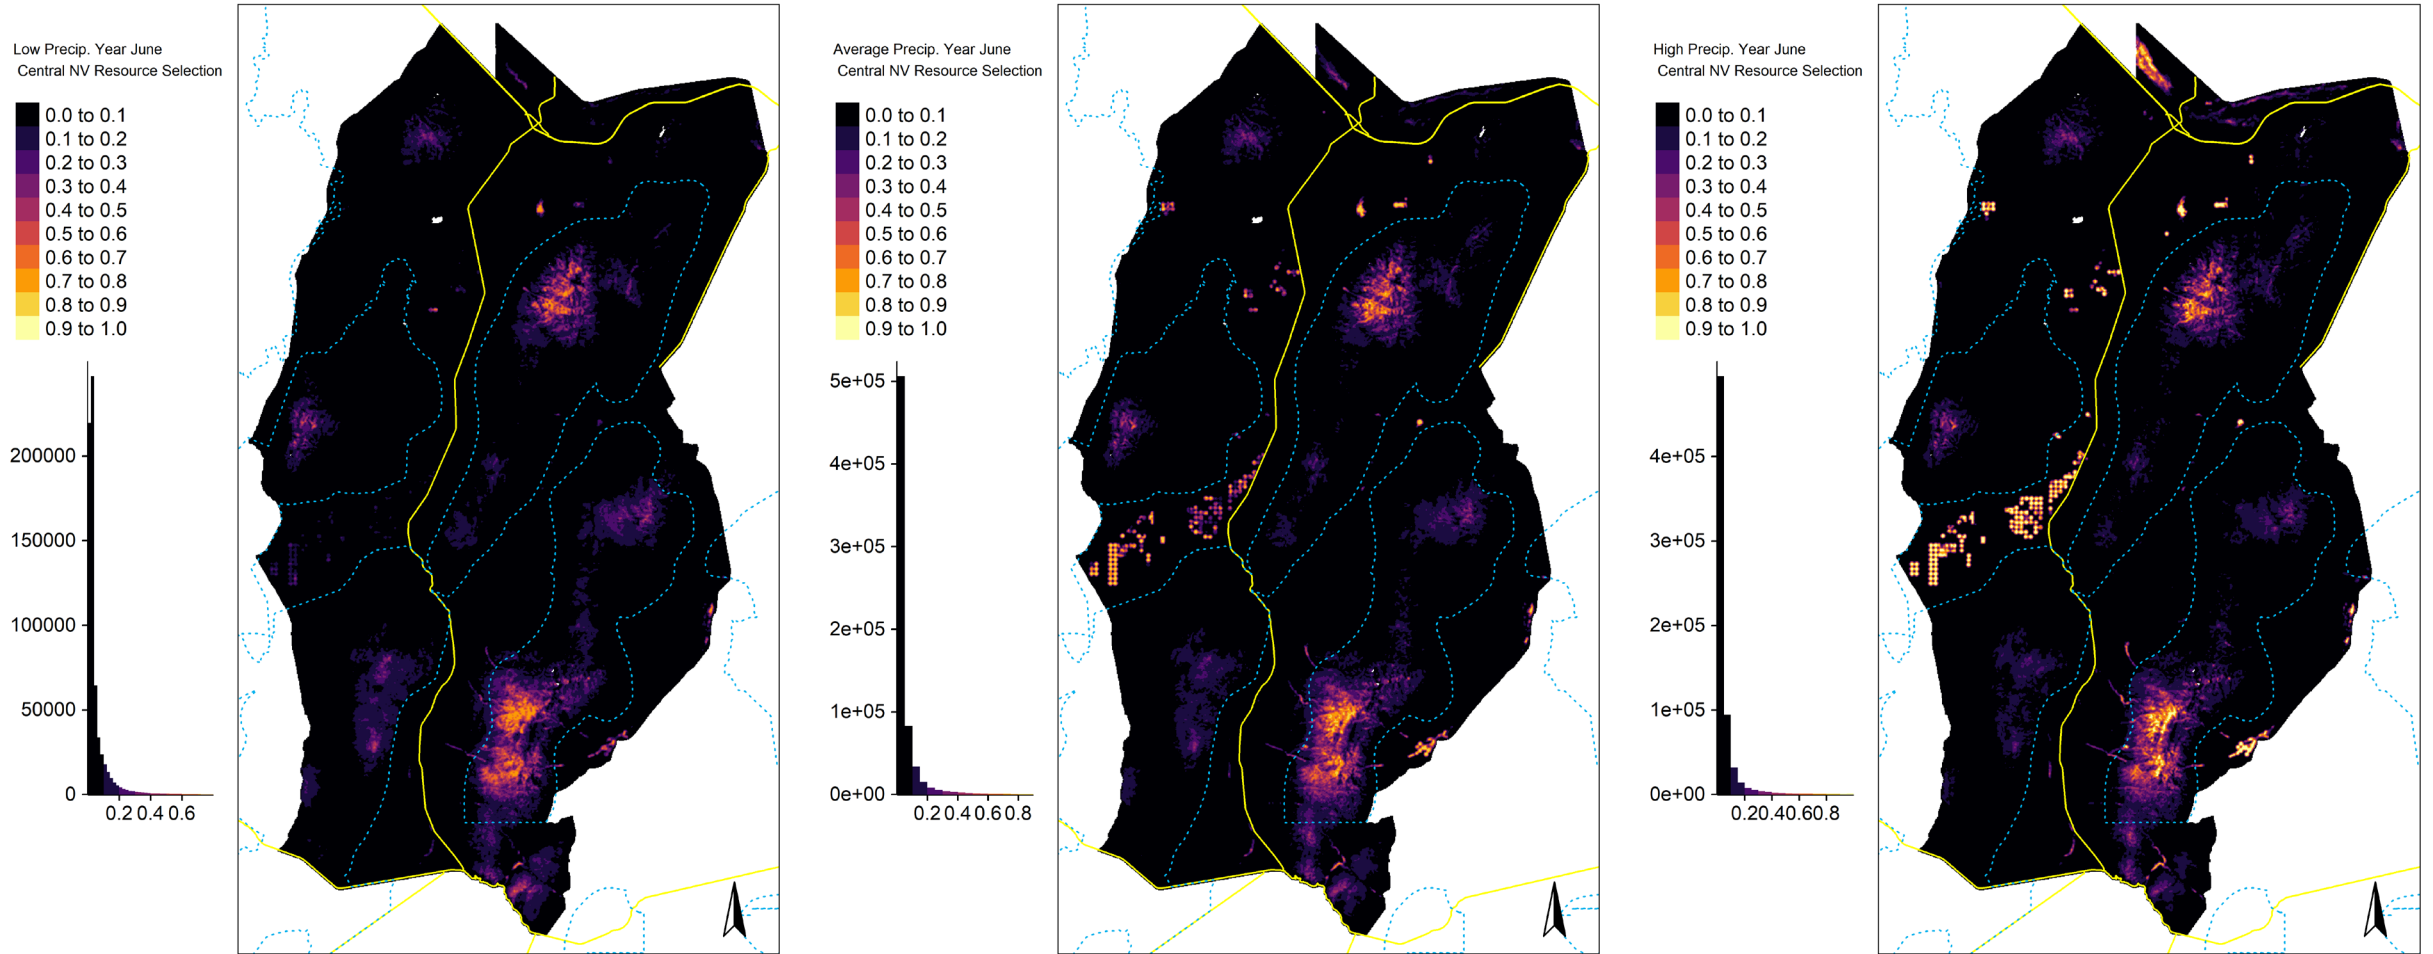 Low Precip. Year June
Central NV Resource Selection
0.0 to 0.1
0.1 to 0.2
0.2 to 0.3
0.3 to 0.4
0.4 to 0.5
0.5 to 0.6
0.6 to 0.7
0.7 to 0.8
0.8 to 0.9
0.9 to 1.0
200000
150000
100000
50000
0
0.2 0.4 0.6
Average Precip. Year June
Central NV Resource Selection
0.0 to 0.1
0.1 to 0.2
0.2 to 0.3
0.3 to 0.4
0.4 to 0.5
0.5 to 0.6
0.6 to 0.7
0.7 to 0.8
0.8 to 0.9
0.9 to 1.0
5e+05
4e+05
3e+05
2e+05
1e+05
0e+00
0.2 0.4 0.6 0.8
High Precip. Year June
Central NV Resource Selection
0.0 to 0.1
0.1 to 0.2
0.2 to 0.3
0.3 to 0.4
0.4 to 0.5
0.5 to 0.6
0.6 to 0.7
0.7 to 0.8
0.8 to 0.9
0.9 to 1.0
4e+05
3e+05
2e+05
1e+05
0e+00
0.2 0.4 0.6 0.8